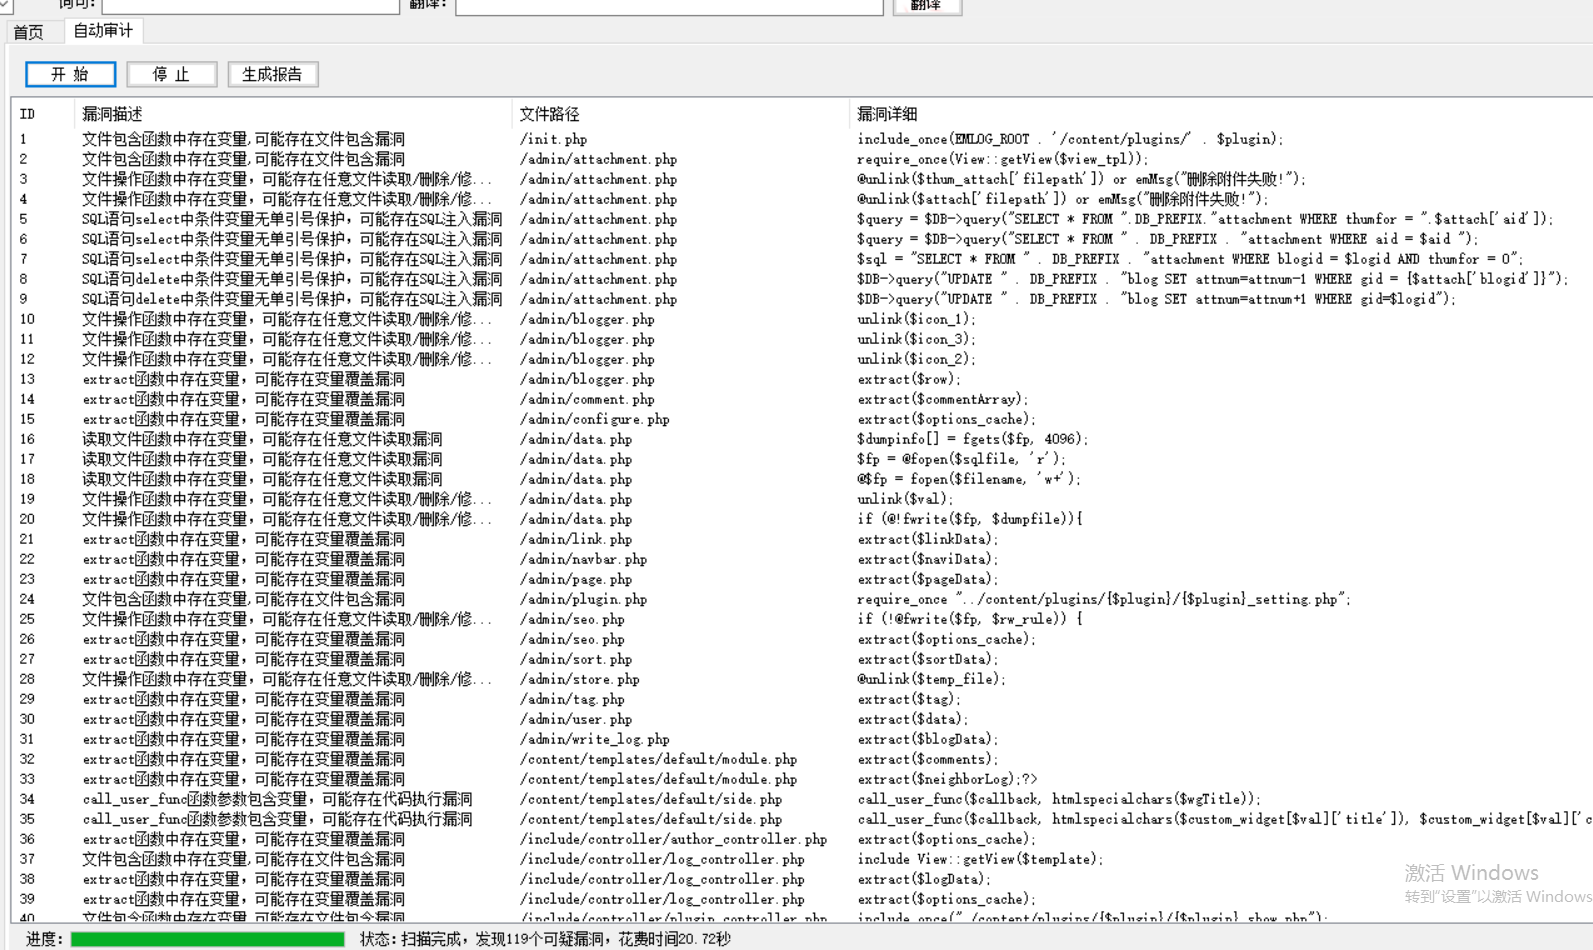 词句: 翻译: 翻译
首页 自动审计
开 始 停 止 生成报告
ID 漏洞描述 文件路径 漏洞详细
1 文件包含函数中存在变量,可能存在文件包含漏洞 /init.php include_once(EMLOG_ROOT . '/content/plugins/' . $plugin);
2 文件包含函数中存在变量,可能存在文件包含漏洞 /admin/attachment.php require_once(View::getView($view_tpl));
3 文件操作函数中存在变量，可能存在任意文件读取/删除/修... /admin/attachment.php @unlink($thum_attach['filepath']) or emMsg("删除附件失败!");
4 文件操作函数中存在变量，可能存在任意文件读取/删除/修... /admin/attachment.php @unlink($attach['filepath']) or emMsg("删除附件失败!");
5 SQL语句select中条件变量无单引号保护，可能存在SQL注入漏洞 /admin/attachment.php $query = $DB->query("SELECT * FROM ".DB_PREFIX."attachment WHERE thumfor = ".$attach['aid']);
6 SQL语句select中条件变量无单引号保护，可能存在SQL注入漏洞 /admin/attachment.php $query = $DB->query("SELECT * FROM " . DB_PREFIX . "attachment WHERE aid = $aid ");
7 SQL语句select中条件变量无单引号保护，可能存在SQL注入漏洞 /admin/attachment.php $sql = "SELECT * FROM " . DB_PREFIX . "attachment WHERE blogid = $logid AND thumfor = 0";
8 SQL语句delete中条件变量无单引号保护，可能存在SQL注入漏洞 /admin/attachment.php $DB->query("UPDATE " . DB_PREFIX . "blog SET attnum=attnum-1 WHERE gid = {$attach['blogid']}");
9 SQL语句delete中条件变量无单引号保护，可能存在SQL注入漏洞 /admin/attachment.php $DB->query("UPDATE " . DB_PREFIX . "blog SET attnum=attnum+1 WHERE gid=$logid");
10 文件操作函数中存在变量，可能存在任意文件读取/删除/修... /admin/blogger.php unlink($icon_1);
11 文件操作函数中存在变量，可能存在任意文件读取/删除/修... /admin/blogger.php unlink($icon_3);
12 文件操作函数中存在变量，可能存在任意文件读取/删除/修... /admin/blogger.php unlink($icon_2);
13 extract函数中存在变量，可能存在变量覆盖漏洞 /admin/blogger.php extract($row);
14 extract函数中存在变量，可能存在变量覆盖漏洞 /admin/comment.php extract($commentArray);
15 extract函数中存在变量，可能存在变量覆盖漏洞 /admin/configure.php extract($options_cache);
16 读取文件函数中存在变量，可能存在任意文件读取漏洞 /admin/data.php $dumpinfo[] = fgets($fp, 4096);
17 读取文件函数中存在变量，可能存在任意文件读取漏洞 /admin/data.php $fp = @fopen($sqlfile, 'r');
18 读取文件函数中存在变量，可能存在任意文件读取漏洞 /admin/data.php @$fp = fopen($filename, 'w+');
19 文件操作函数中存在变量，可能存在任意文件读取/删除/修... /admin/data.php unlink($val);
20 文件操作函数中存在变量，可能存在任意文件读取/删除/修... /admin/data.php if (@!fwrite($fp, $dumpfile)){
21 extract函数中存在变量，可能存在变量覆盖漏洞 /admin/link.php extract($linkData);
22 extract函数中存在变量，可能存在变量覆盖漏洞 /admin/navbar.php extract($naviData);
23 extract函数中存在变量，可能存在变量覆盖漏洞 /admin/page.php extract($pageData);
24 文件包含函数中存在变量,可能存在文件包含漏洞 /admin/plugin.php require_once "../content/plugins/{$plugin}/{$plugin}_setting.php";
25 文件操作函数中存在变量，可能存在任意文件读取/删除/修... /admin/seo.php if (!@fwrite($fp, $rw_rule)) {
26 extract函数中存在变量，可能存在变量覆盖漏洞 /admin/seo.php extract($options_cache);
27 extract函数中存在变量，可能存在变量覆盖漏洞 /admin/sort.php extract($sortData);
28 文件操作函数中存在变量，可能存在任意文件读取/删除/修... /admin/store.php @unlink($temp_file);
29 extract函数中存在变量，可能存在变量覆盖漏洞 /admin/tag.php extract($tag);
30 extract函数中存在变量，可能存在变量覆盖漏洞 /admin/user.php extract($data);
31 extract函数中存在变量，可能存在变量覆盖漏洞 /admin/write_log.php extract($blogData);
32 extract函数中存在变量，可能存在变量覆盖漏洞 /content/templates/default/module.php extract($comments);
33 extract函数中存在变量，可能存在变量覆盖漏洞 /content/templates/default/module.php extract($neighborLog);?>
34 call_user_func函数参数包含变量，可能存在代码执行漏洞 /content/templates/default/side.php call_user_func($callback, htmlspecialchars($wgTitle));
35 call_user_func函数参数包含变量，可能存在代码执行漏洞 /content/templates/default/side.php call_user_func($callback, htmlspecialchars($custom_widget[$val]['title']), $custom_widget[$val]['c
36 extract函数中存在变量，可能存在变量覆盖漏洞 /include/controller/author_controller.php extract($options_cache);
37 文件包含函数中存在变量,可能存在文件包含漏洞 /include/controller/log_controller.php include View::getView($template);
38 extract函数中存在变量，可能存在变量覆盖漏洞 /include/controller/log_controller.php extract($logData);
39 extract函数中存在变量，可能存在变量覆盖漏洞 /include/controller/log_controller.php extract($options_cache);
40 文件包含函数中存在变量,可能存在文件包含漏洞 /include/controller/plugin_controller.php include_once("./content/plugins/{$plugin}/{$plugin}_show.php");
激活 Windows
转到“设置”以激活 Windows
进度: 状态: 扫描完成，发现119个可疑漏洞，花费时间20.72秒